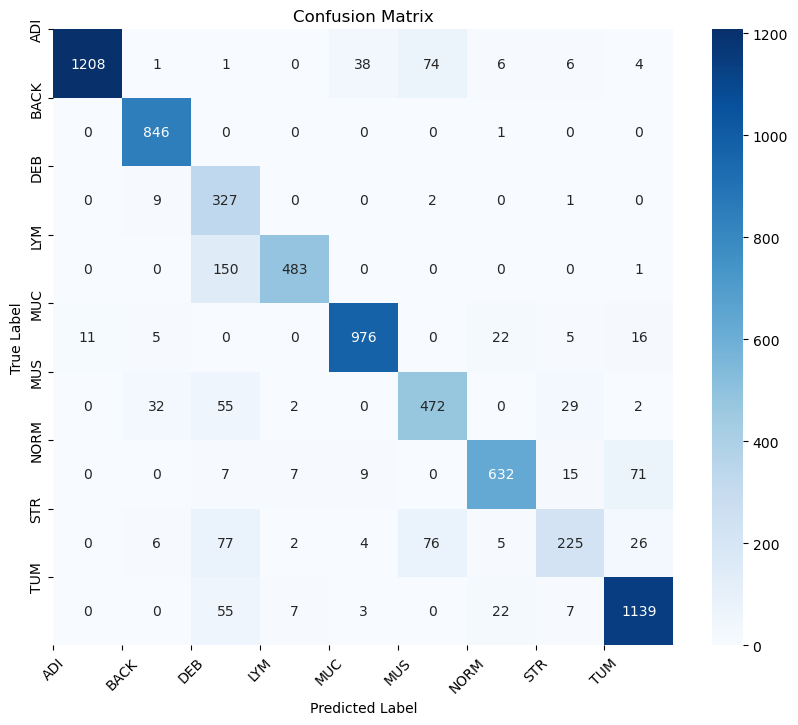 Confusion Matrix
ADI
1208 1 1 0 38 74 6 6 4
BACK
0 846 0 0 0 0 1 0 0
DEB
0 9 327 0 0 2 0 1 0
LYM
0 0 150 483 0 0 0 0 1
MUC
11 5 0 0 976 0 22 5 16
MUS
0 32 55 2 0 472 0 29 2
NORM
0 0 7 7 9 0 632 15 71
STR
0 6 77 2 4 76 5 225 26
TUM
0 0 55 7 3 0 22 7 1139
True Label
ADI BACK DEB LYM MUC MUS NORM STR TUM
Predicted Label
1200
1000
800
600
400
200
0